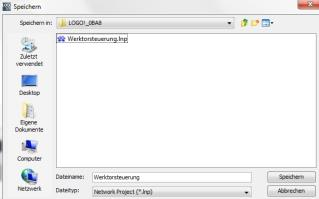 Speichern
Speichern in: LOGO!_0BA8
Werktorsteuerung.lnp
Zuletzt
verwendet
Desktop
Eigene
Dokumente
Computer
Netzwerk
Dateiname: Werktorsteuerung Speichern
Dateityp: Network Project (*.lnp) Abbrechen